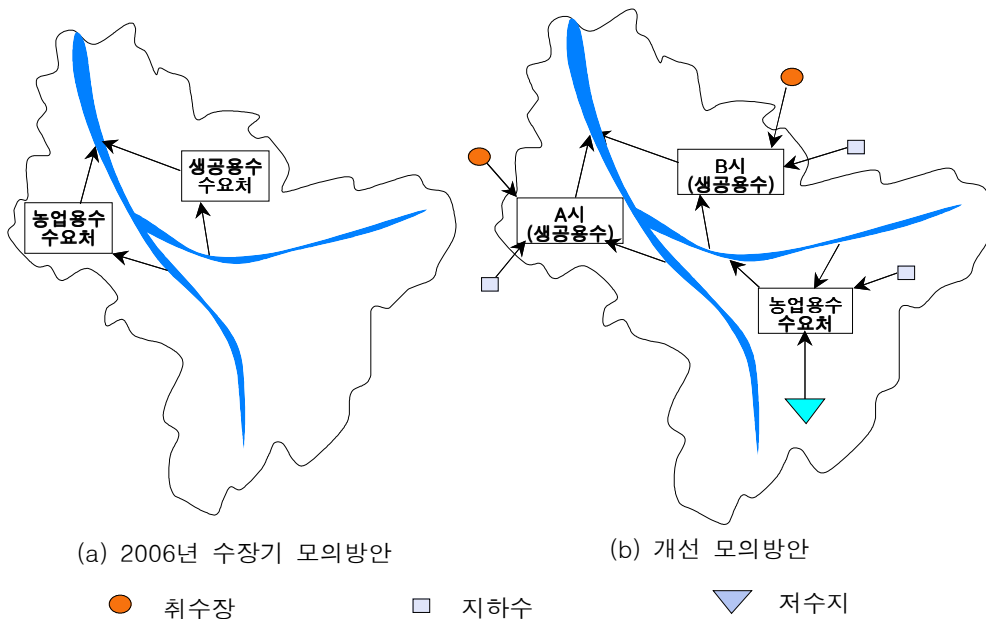 생공용수
수요처
농업용수
수요처
B시
(생공용수)
A시
(생공용수)
농업용수
수요처
(a) 2006년 수장기 모의방안
(b) 개선 모의방안
취수장
지하수
저수지